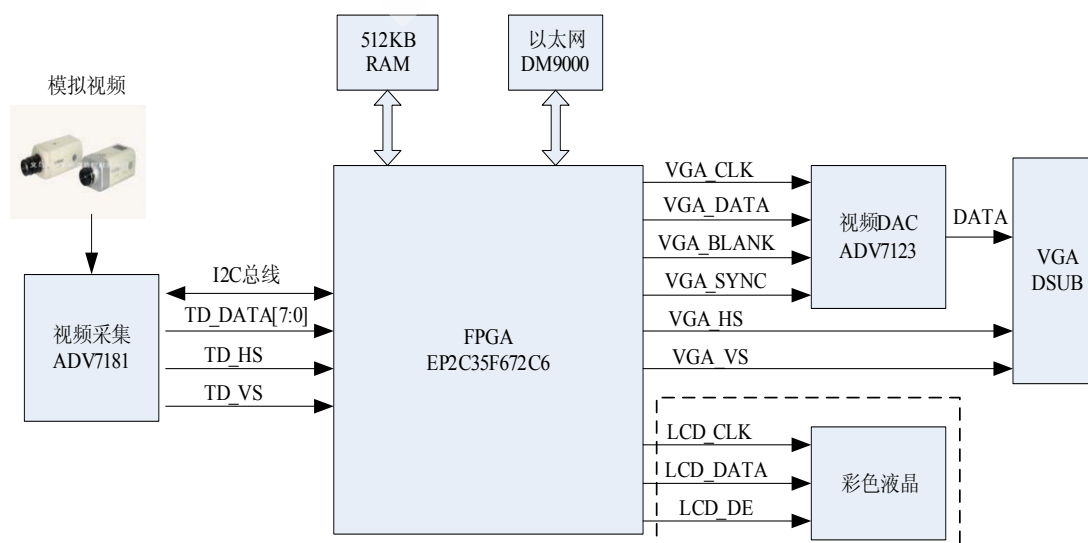 512KB
RAM
以太网
DM9000
模拟视频
I2C总线
TD_DATA[7:0]
TD_HS
TD_VS
视频采集
ADV7181
FPGA
EP2C35F672C6
VGA_CLK
VGA_DATA
VGA_BLANK
VGA_SYNC
VGA_HS
VGA_VS
视频DAC
ADV7123
DATA
VGA
DSUB
LCD_CLK
LCD_DATA
LCD_DE
彩色液晶